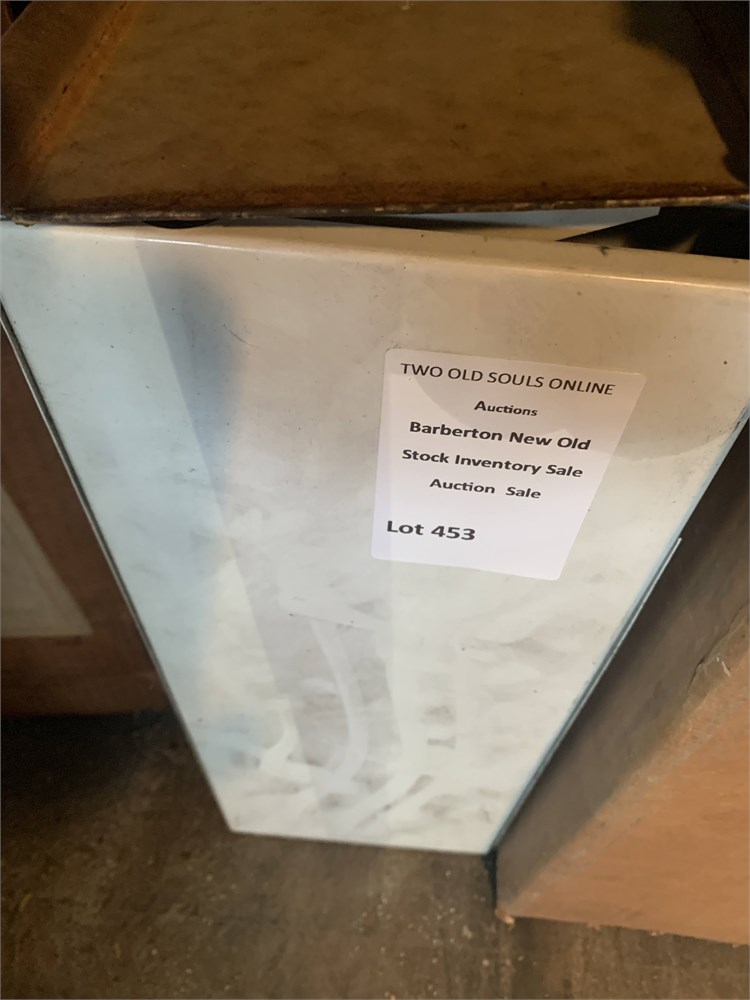 TWO OLD SOULS ONLINE
Auctions
Barberton New Old
Stock Inventory Sale
Auction Sale
Lot 453